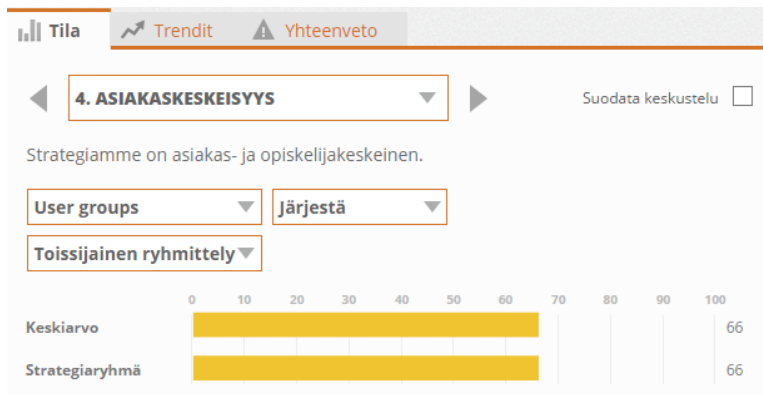 Tila Trendit Yhteenveto
4. ASIAKASKESKEISYYS Suodata keskustelu
Strategiamme on asiakas- ja opiskelijakeskeinen.
User groups Järjestä
Toissijainen ryhmittely
0 10 20 30 40 50 60 70 80 90 100
Keskiarvo 66
Strategiaryhmä 66